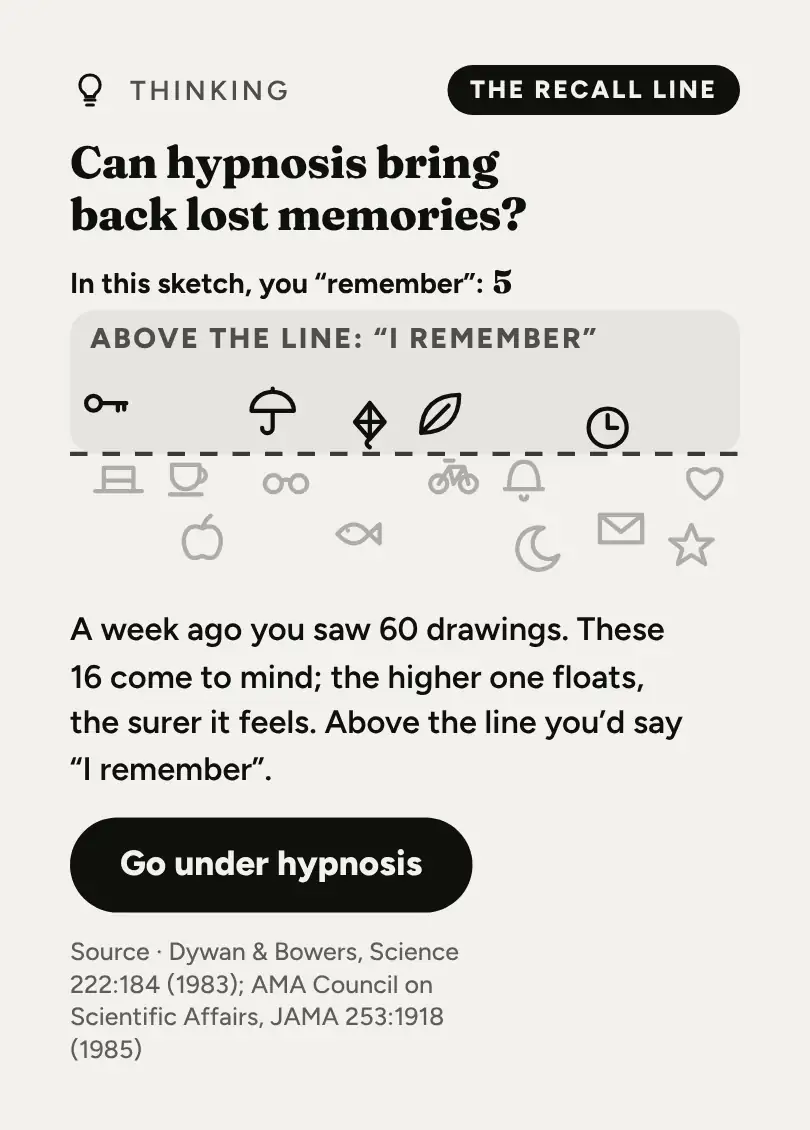 THINKING
THE RECALL LINE
Can hypnosis bring
back lost memories?
In this sketch, you “remember”: 5
ABOVE THE LINE: “I REMEMBER”
A week ago you saw 60 drawings. These
16 come to mind; the higher one floats,
the surer it feels. Above the line you’d say
“I remember”.
Go under hypnosis
Source · Dywan & Bowers, Science
222:184 (1983); AMA Council on
Scientific Affairs, JAMA 253:1918
(1985)